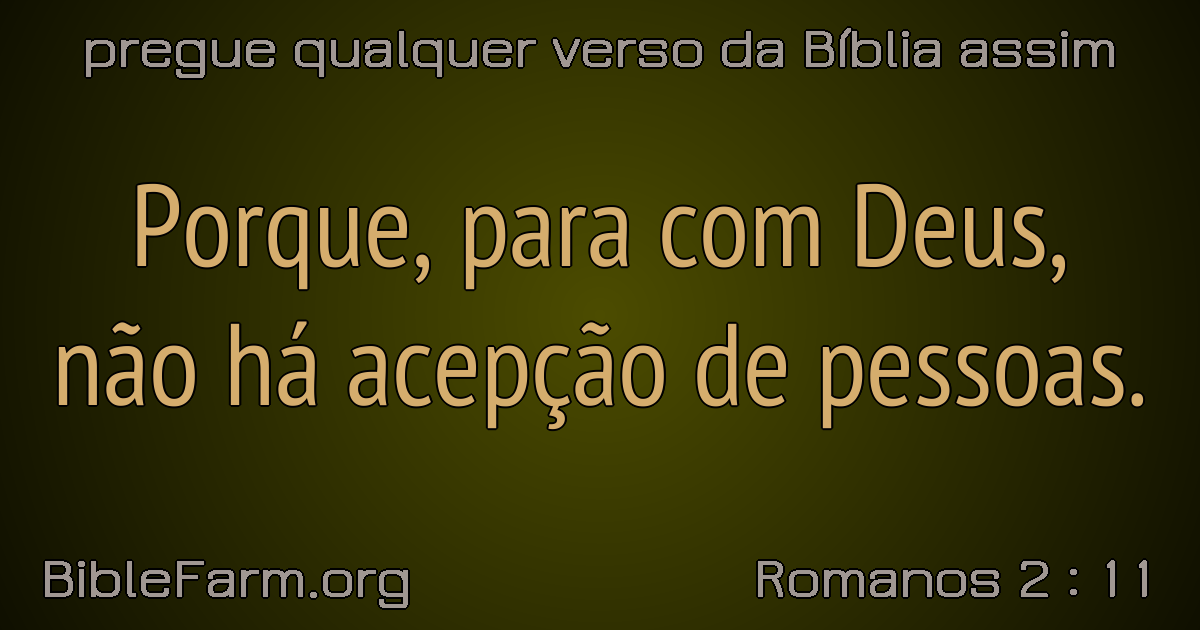 pregue qualquer verso da Bíblia assim
Porque, para com Deus,
não há acepção de pessoas.
BibleFarm.org
Romanos 2 : 11